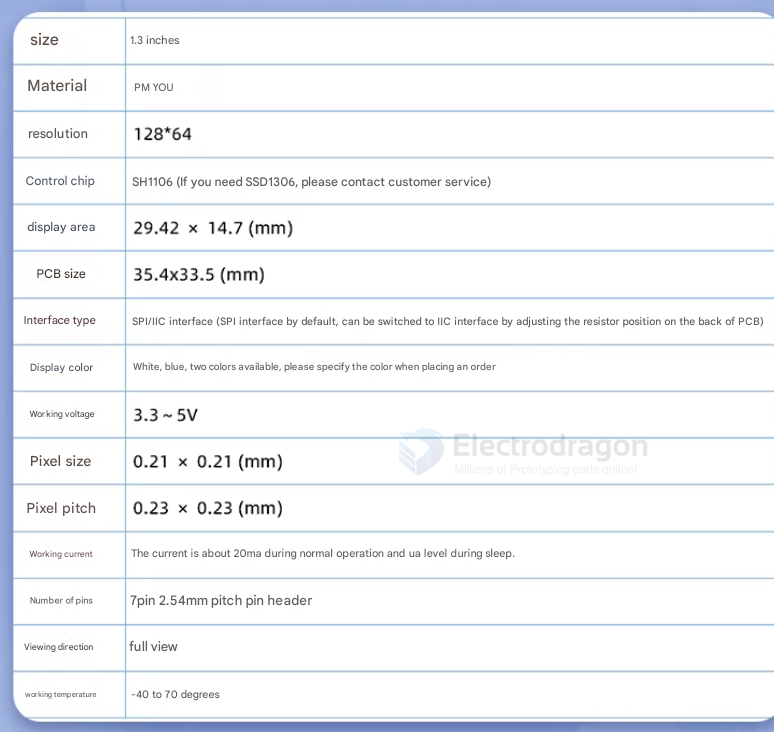 size 1.3 inches
Material PM YOU
resolution 128*64
Control chip SH1106 (If you need SSD1306, please contact customer service)
display area 29.42 × 14.7 (mm)
PCB size 35.4x33.5 (mm)
Interface type SPI/IIC interface (SPI interface by default, can be switched to IIC interface by adjusting the resistor position on the back of PCB)
Display color White, blue, two colors available, please specify the color when placing an order
Working voltage 3.3 ~ 5V
Electrodragon
Pixel size 0.21 × 0.21 (mm)
Millions of Prototyping parts online!
Pixel pitch 0.23 × 0.23 (mm)
Working current The current is about 20ma during normal operation and ua level during sleep.
Number of pins 7pin 2.54mm pitch pin header
Viewing direction full view
working temperature -40 to 70 degrees